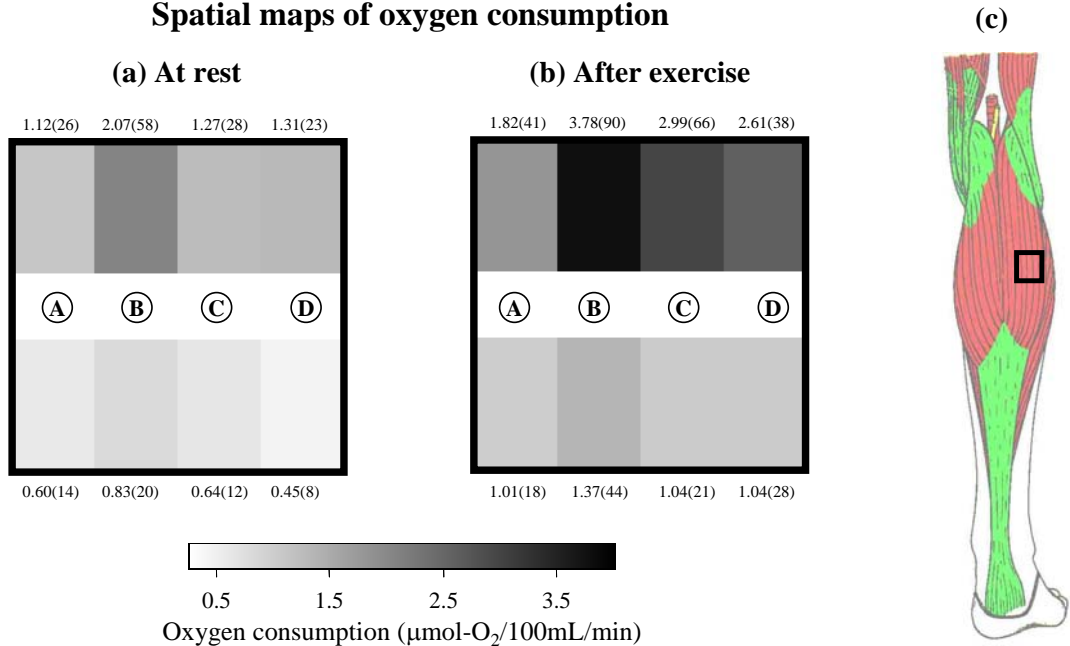 Spatial maps of oxygen consumption
(a) At rest
(b) After exercise
(c)
1.12(26) 2.07(58) 1.27(28) 1.31(23)
1.82(41) 3.78(90) 2.99(66) 2.61(38)
A B C D
A B C D
0.60(14) 0.83(20) 0.64(12) 0.45(8)
1.01(18) 1.37(44) 1.04(21) 1.04(28)
0.5 1.5 2.5 3.5
Oxygen consumption (μmol-O₂/100mL/min)